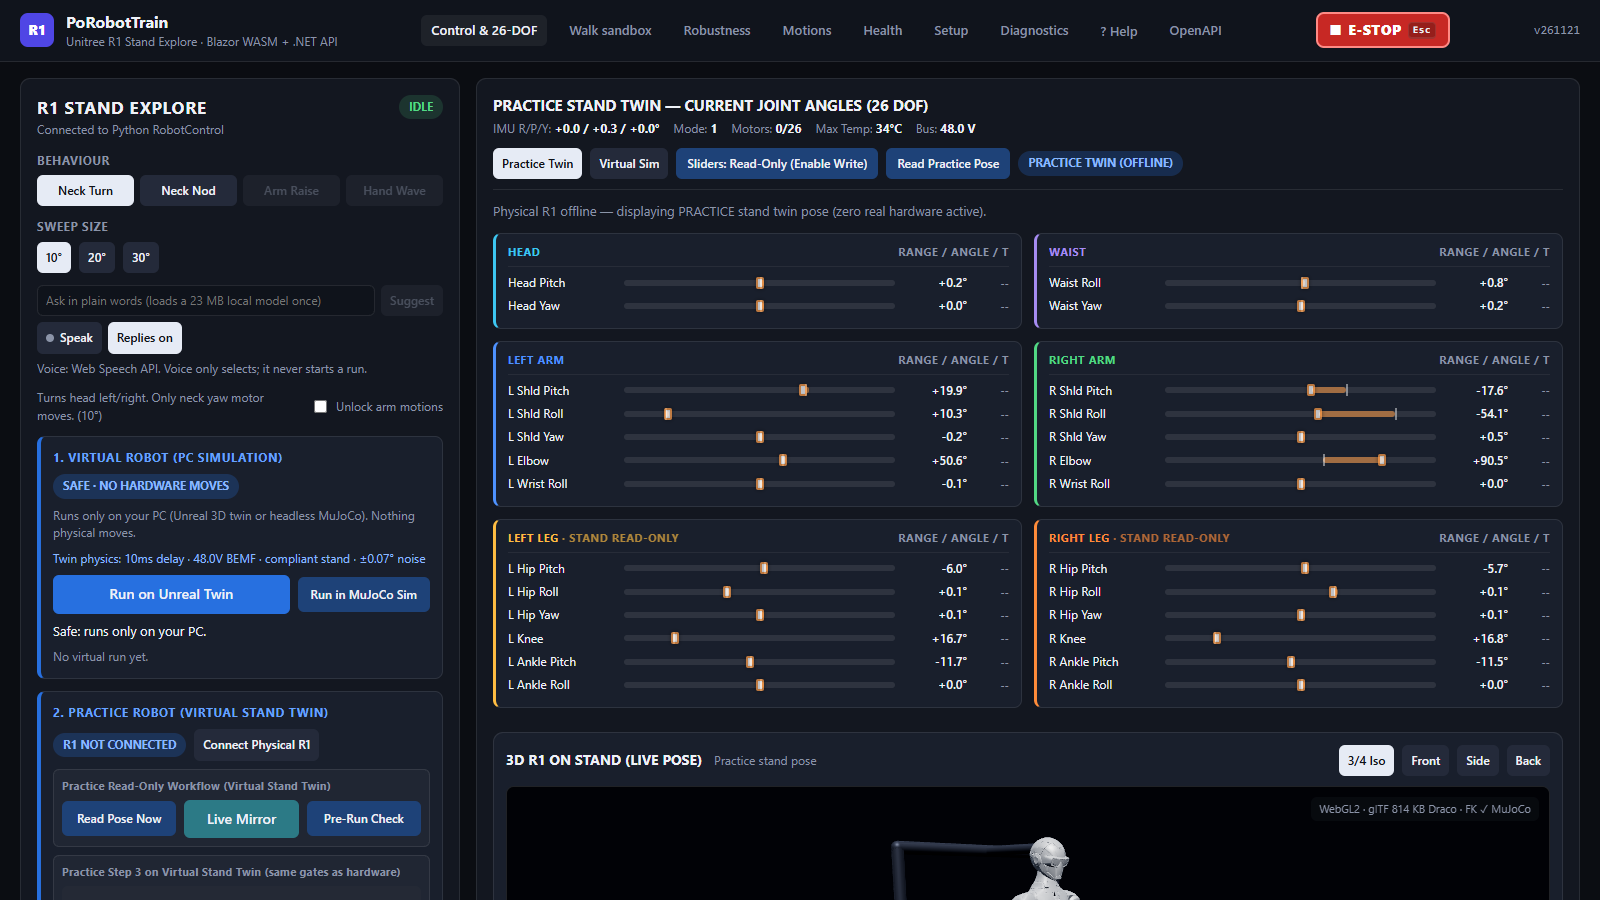 R1
PoRobotTrain
Unitree R1 Stand Explore · Blazor WASM + .NET API
Control & 26-DOF
Walk sandbox
Robustness
Motions
Health
Setup
Diagnostics
? Help
OpenAPI
E-STOP Esc
v261121
R1 STAND EXPLORE
IDLE
Connected to Python RobotControl
BEHAVIOUR
Neck Turn
Neck Nod
Arm Raise
Hand Wave
SWEEP SIZE
10°
20°
30°
Ask in plain words (loads a 23 MB local model once)
Suggest
Speak
Replies on
Voice: Web Speech API. Voice only selects; it never starts a run.
Turns head left/right. Only neck yaw motor
moves. (10°)
Unlock arm motions
1. VIRTUAL ROBOT (PC SIMULATION)
SAFE · NO HARDWARE MOVES
Runs only on your PC (Unreal 3D twin or headless MuJoCo). Nothing
physical moves.
Twin physics: 10ms delay · 48.0V BEMF · compliant stand · ±0.07° noise
Run on Unreal Twin
Run in MuJoCo Sim
Safe: runs only on your PC.
No virtual run yet.
2. PRACTICE ROBOT (VIRTUAL STAND TWIN)
R1 NOT CONNECTED
Connect Physical R1
Practice Read-Only Workflow (Virtual Stand Twin)
Read Pose Now
Live Mirror
Pre-Run Check
Practice Step 3 on Virtual Stand Twin (same gates as hardware)
PRACTICE STAND TWIN — CURRENT JOINT ANGLES (26 DOF)
IMU R/P/Y: +0.0 / +0.3 / +0.0° Mode: 1 Motors: 0/26 Max Temp: 34°C Bus: 48.0 V
Practice Twin
Virtual Sim
Sliders: Read-Only (Enable Write)
Read Practice Pose
PRACTICE TWIN (OFFLINE)
Physical R1 offline — displaying PRACTICE stand twin pose (zero real hardware active).
HEAD RANGE / ANGLE / T
Head Pitch +0.2° --
Head Yaw +0.0° --
WAIST RANGE / ANGLE / T
Waist Roll +0.8° --
Waist Yaw +0.2° --
LEFT ARM RANGE / ANGLE / T
L Shld Pitch +19.9° --
L Shld Roll +10.3° --
L Shld Yaw -0.2° --
L Elbow +50.6° --
L Wrist Roll -0.1° --
RIGHT ARM RANGE / ANGLE / T
R Shld Pitch -17.6° --
R Shld Roll -54.1° --
R Shld Yaw +0.5° --
R Elbow +90.5° --
R Wrist Roll +0.0° --
LEFT LEG · STAND READ-ONLY RANGE / ANGLE / T
L Hip Pitch -6.0° --
L Hip Roll +0.1° --
L Hip Yaw +0.1° --
L Knee +16.7° --
L Ankle Pitch -11.7° --
L Ankle Roll +0.0° --
RIGHT LEG · STAND READ-ONLY RANGE / ANGLE / T
R Hip Pitch -5.7° --
R Hip Roll +0.1° --
R Hip Yaw +0.1° --
R Knee +16.8° --
R Ankle Pitch -11.5° --
R Ankle Roll +0.0° --
3D R1 ON STAND (LIVE POSE) Practice stand pose
3/4 Iso
Front
Side
Back
WebGL2 · glTF 814 KB Draco · FK ✓ MuJoCo